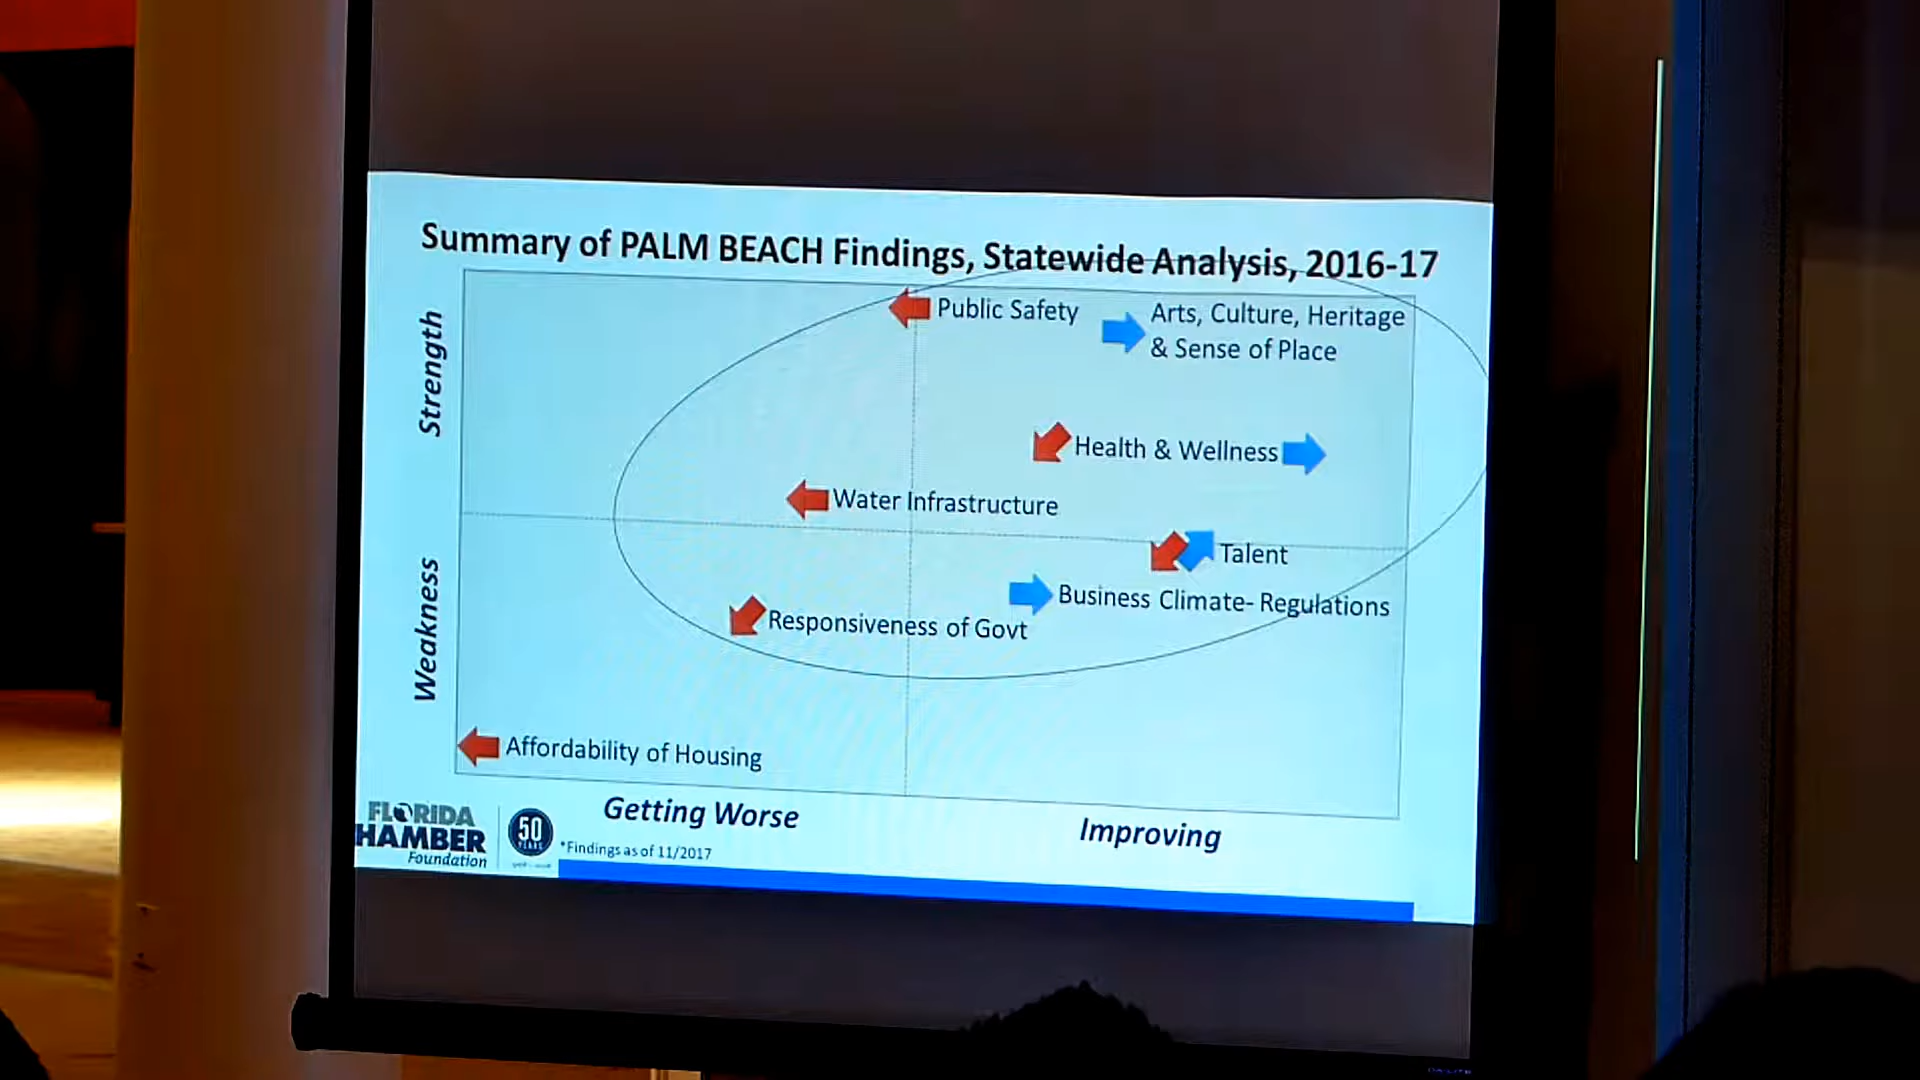 Summary of PALM BEACH Findings, Statewide Analysis, 2016-17
Strength
Public Safety
Arts, Culture, Heritage
& Sense of Place
Health & Wellness
Water Infrastructure
Talent
Business Climate- Regulations
Responsiveness of Govt
Weakness
Affordability of Housing
Getting Worse
Improving
FLORIDA
HAMBER
Foundation
50
YEARS
*Findings as of 11/2017